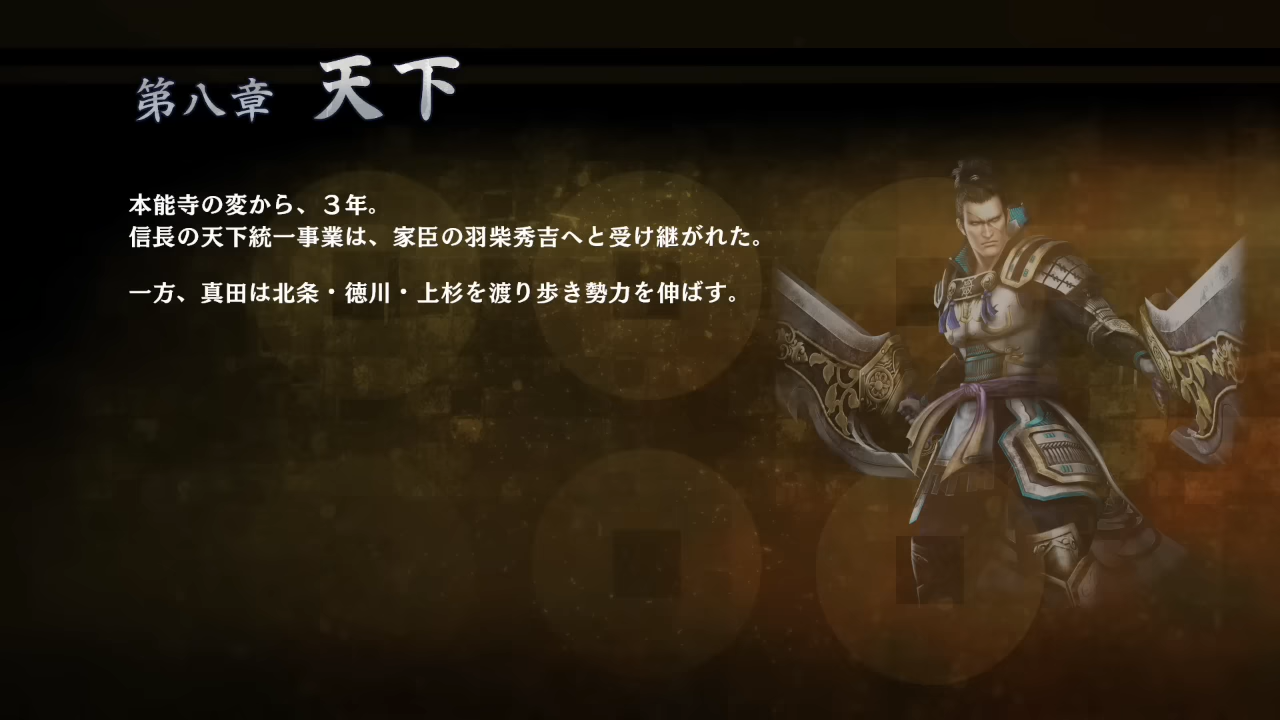 第八章 天下
本能寺の変から、３年。
信長の天下統一事業は、家臣の羽柴秀吉へと受け継がれた。
一方、真田は北条・徳川・上杉を渡り歩き勢力を伸ばす。